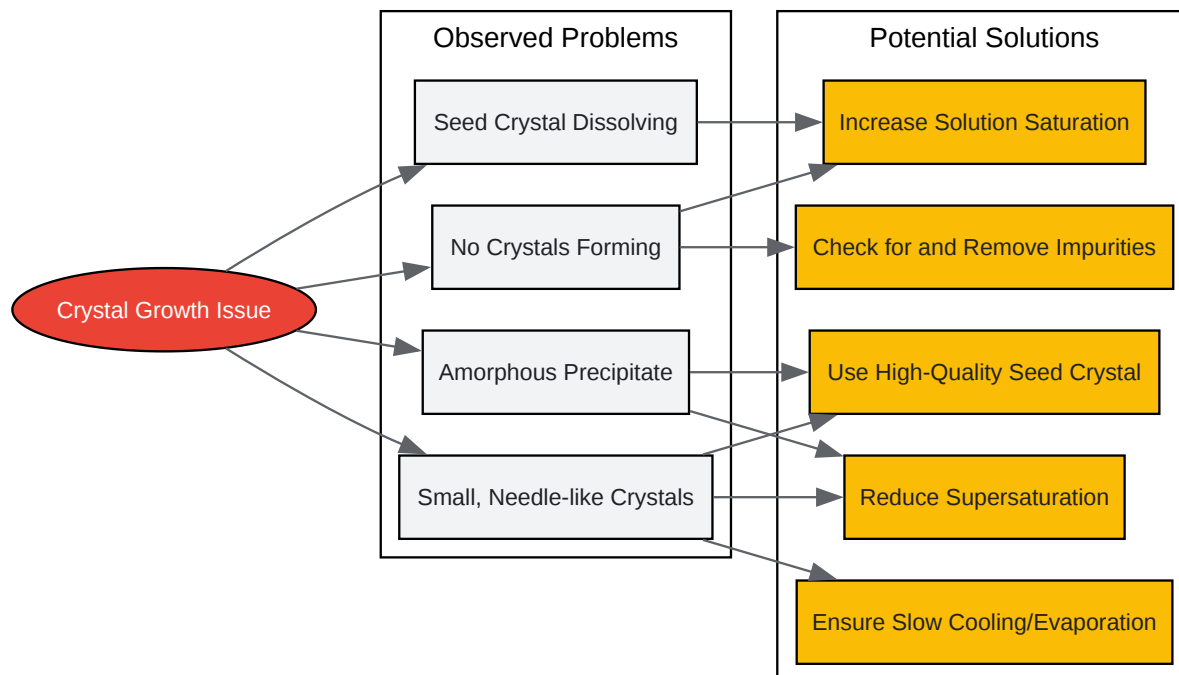 Observed Problems
Potential Solutions
Seed Crystal Dissolving
Increase Solution Saturation
No Crystals Forming
Check for and Remove Impurities
Crystal Growth Issue
Amorphous Precipitate
Use High-Quality Seed Crystal
Small, Needle-like Crystals
Reduce Supersaturation
Ensure Slow Cooling/Evaporation